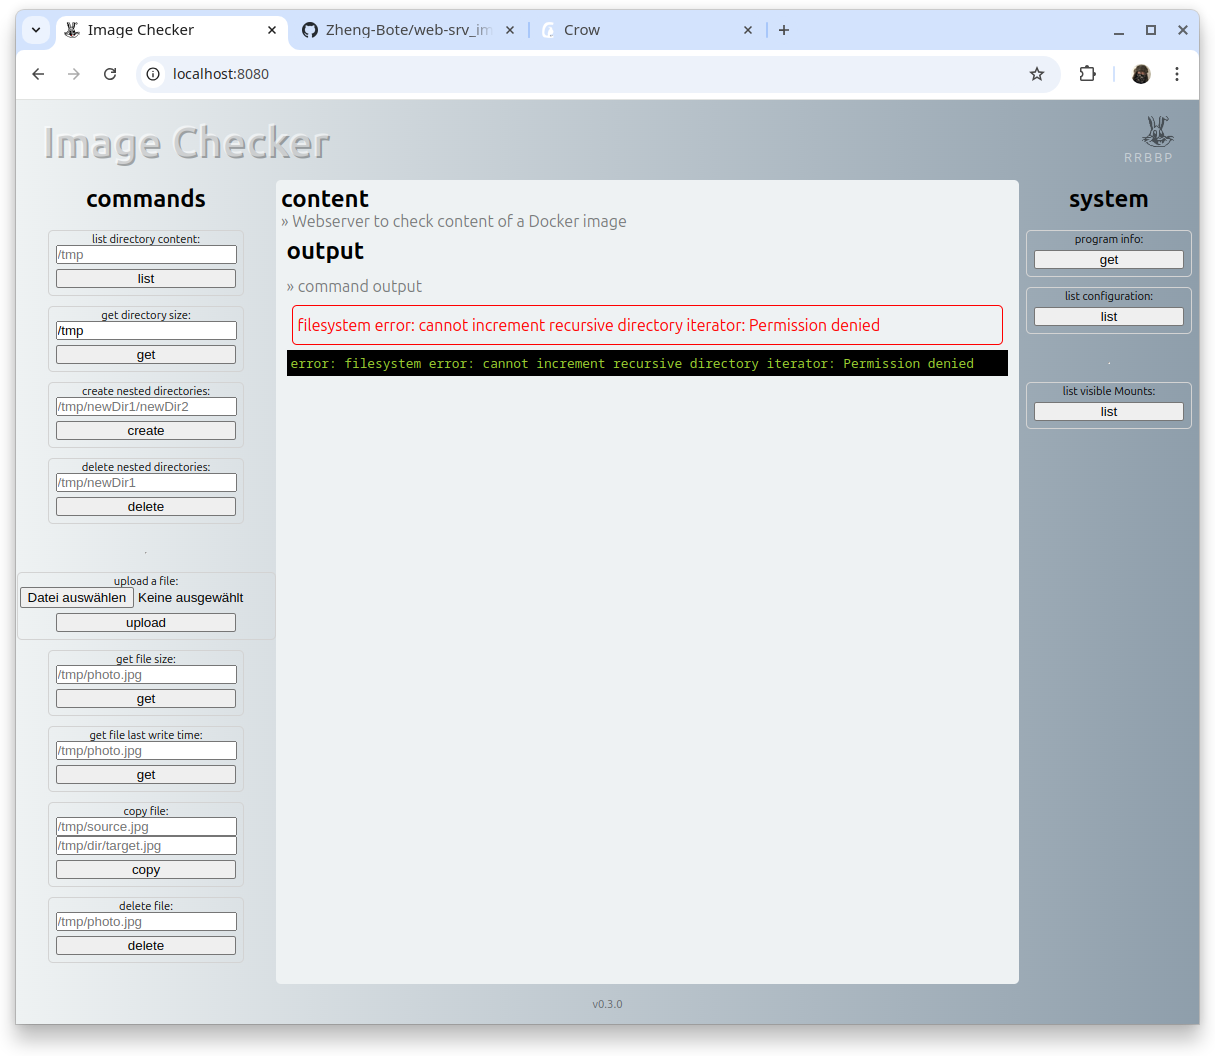 Image Checker
Zheng-Bote/web-srv_im
Crow
localhost:8080
Image Checker
RRBBP
commands
list directory content:
/tmp
list
get directory size:
/tmp
get
create nested directories:
/tmp/newDir1/newDir2
create
delete nested directories:
/tmp/newDir1
delete
.
upload a file:
Datei auswählen Keine ausgewählt
upload
get file size:
/tmp/photo.jpg
get
get file last write time:
/tmp/photo.jpg
get
copy file:
/tmp/source.jpg
/tmp/dir/target.jpg
copy
delete file:
/tmp/photo.jpg
delete
content
» Webserver to check content of a Docker image
output
» command output
filesystem error: cannot increment recursive directory iterator: Permission denied
error: filesystem error: cannot increment recursive directory iterator: Permission denied
system
program info:
get
list configuration:
list
.
list visible Mounts:
list
v0.3.0